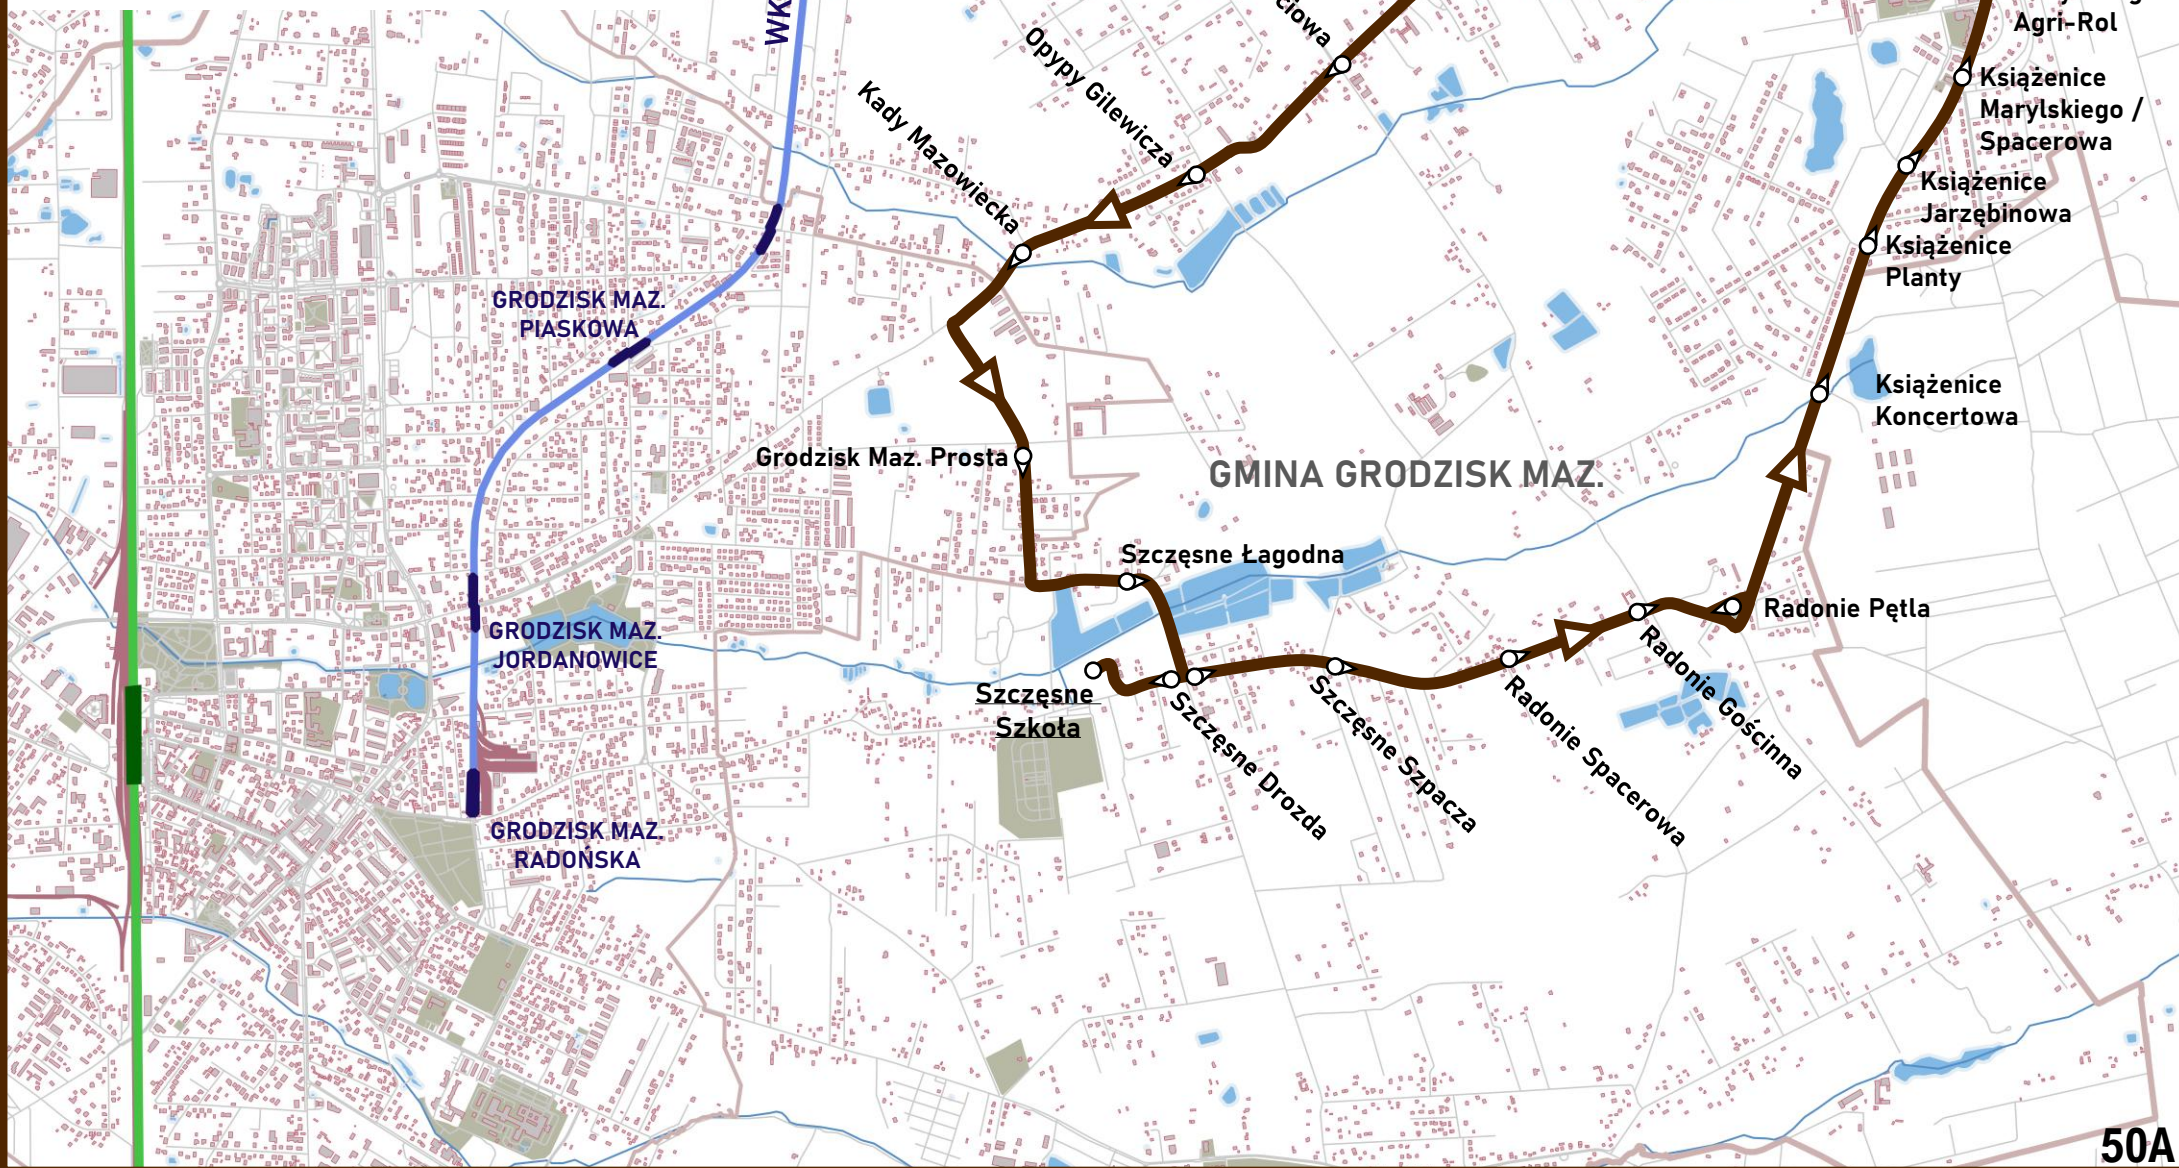 WK
Agri-Rol
Opypy Gilewicza
Kady Mazowiecka
Książenice
Marylskiego /
Spacerowa
Książenice
Jarzębinowa
Książenice
Planty
GRODZISK MAZ.
PIASKOWA
Książenice
Koncertowa
Grodzisk Maz. Prosta
GMINA GRODZISK MAZ.
Szczęsne Łagodna
Radonie Pętla
GRODZISK MAZ.
JORDANOWICE
Szczęsne
Szkoła
Szczęsne Drozda
Szczęsne Szpacza
Radonie Spacerowa
Radonie Gościnna
GRODZISK MAZ.
RADOŃSKA
50A